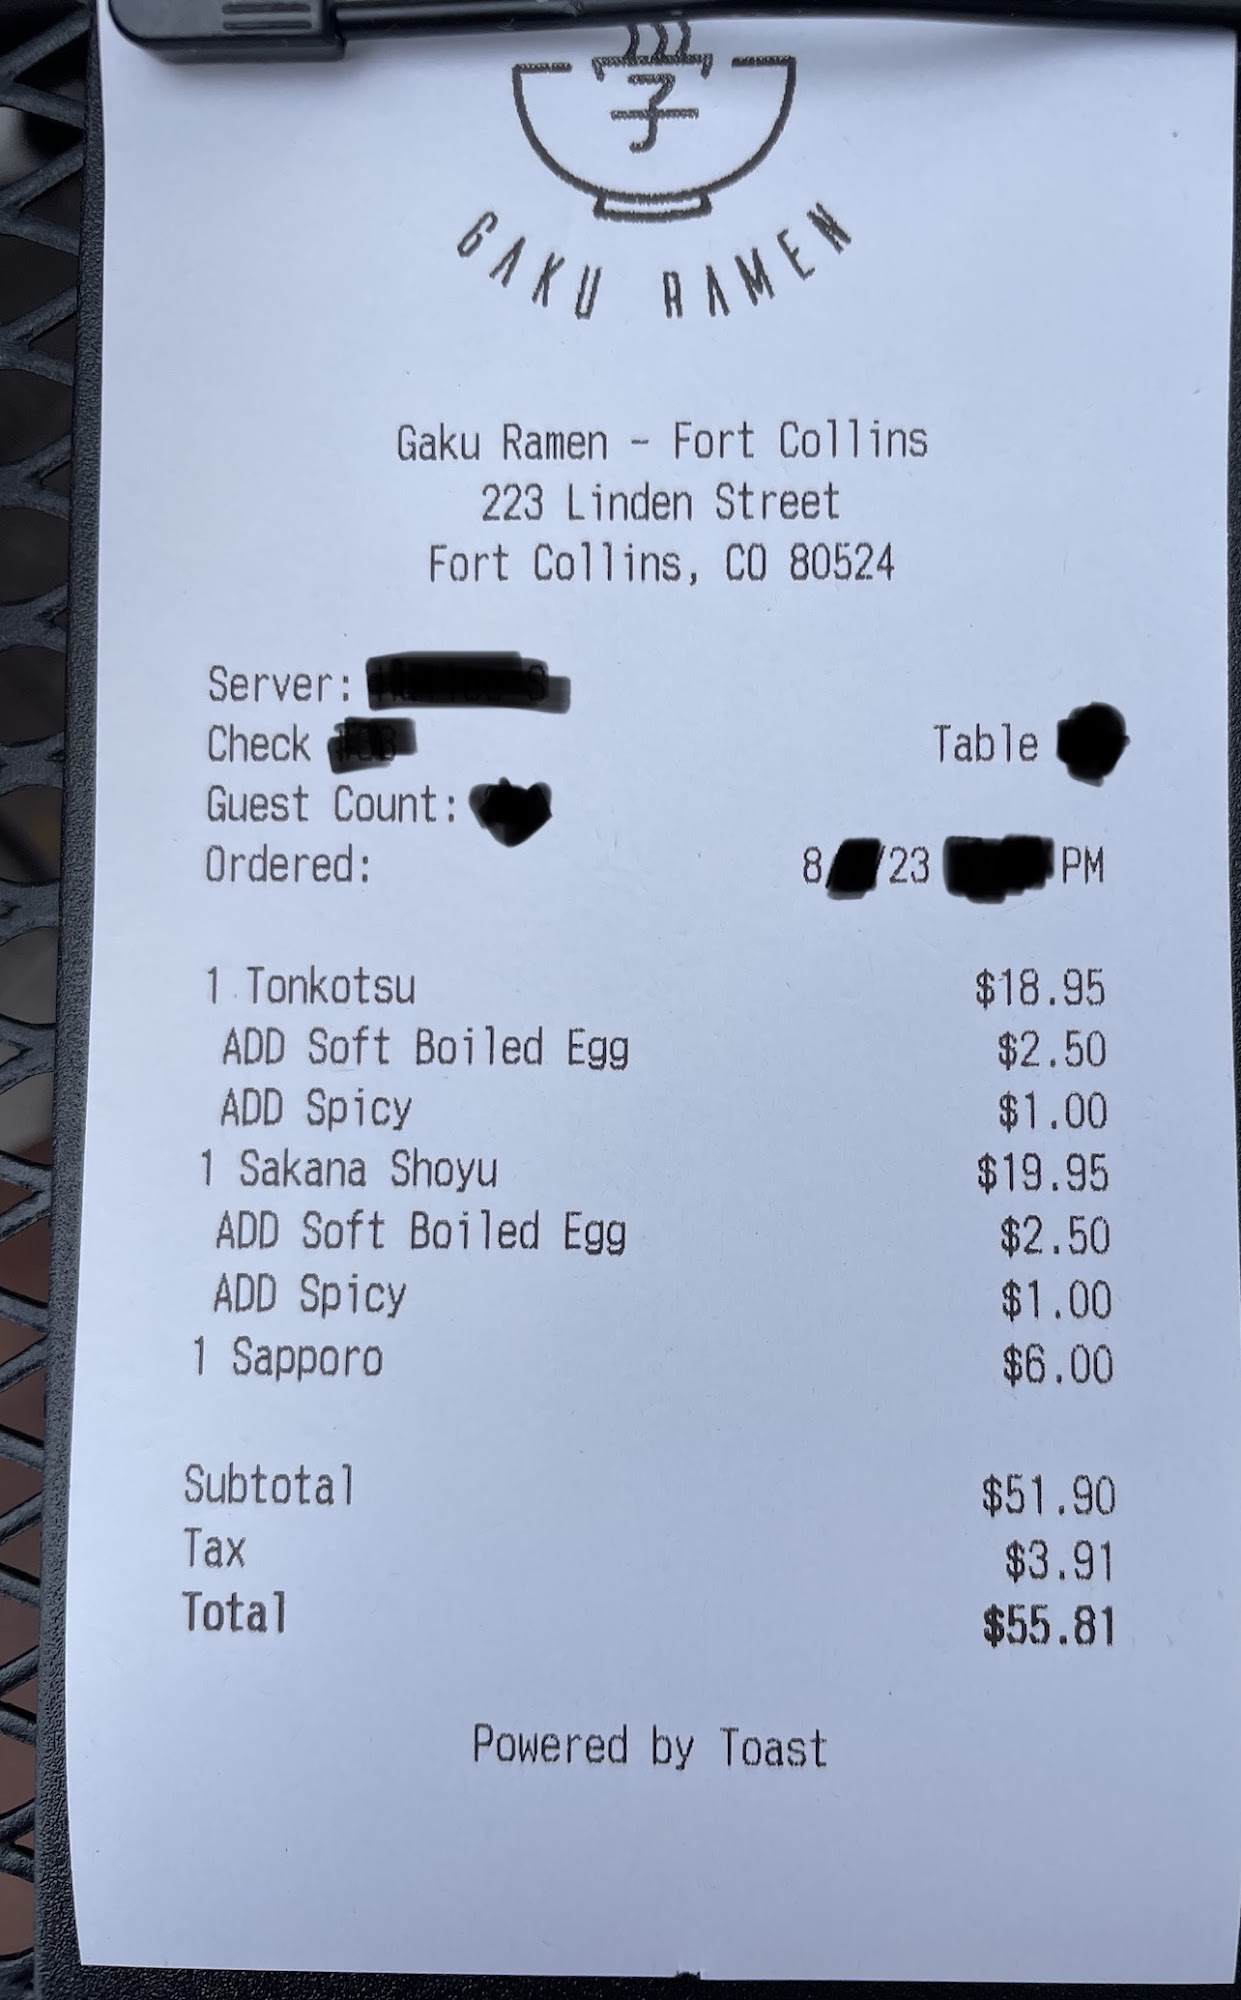 学
GAKU RAMEN
Gaku Ramen - Fort Collins
223 Linden Street
Fort Collins, CO 80524
Server:
Check
Table
Guest Count:
Ordered: 8/ /23 PM
1 Tonkotsu $18.95
ADD Soft Boiled Egg $2.50
ADD Spicy $1.00
1 Sakana Shoyu $19.95
ADD Soft Boiled Egg $2.50
ADD Spicy $1.00
1 Sapporo $6.00
Subtotal $51.90
Tax $3.91
Total $55.81
Powered by Toast